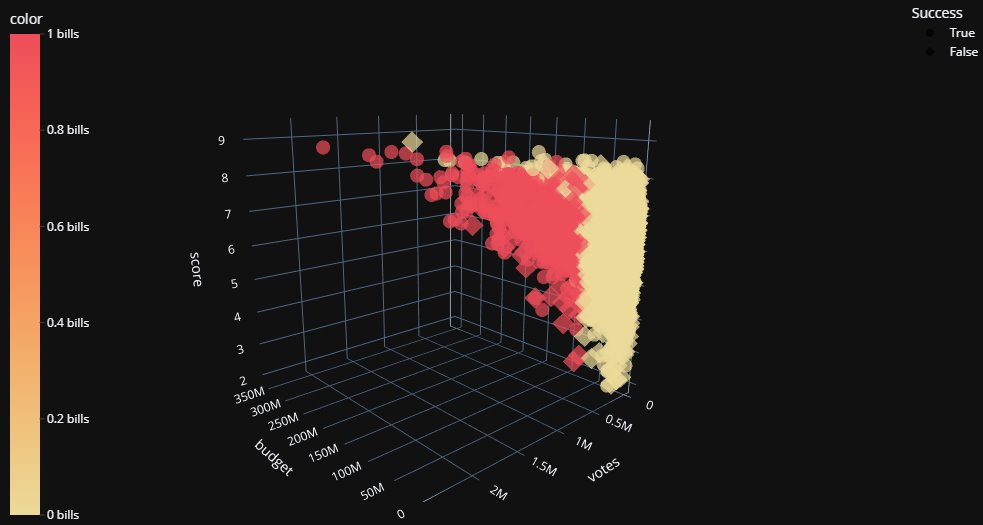 color
1 bills
0.8 bills
0.6 bills
0.4 bills
0.2 bills
0 bills
Success
True
False
score
9
8
7
6
5
4
3
2
budget
350M
300M
250M
200M
150M
100M
50M
0
votes
2M
1.5M
1M
0.5M
0